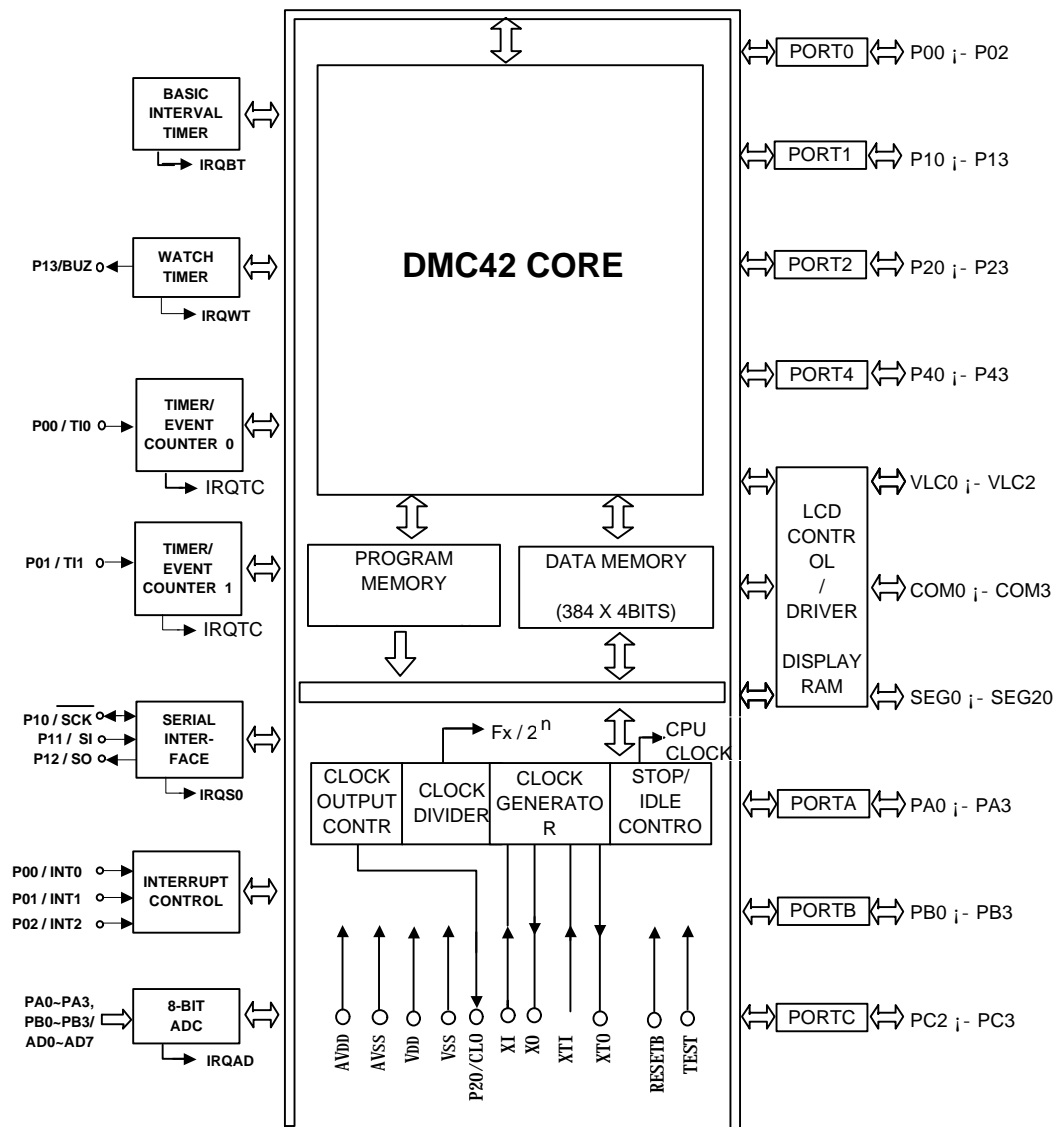 BASIC
INTERVAL
TIMER
IRQBT
P13/BUZ
WATCH
TIMER
IRQWT
P00 / TI0
TIMER/
EVENT
COUNTER 0
IRQTC
P01 / TI1
TIMER/
EVENT
COUNTER 1
IRQTC
P10 / SCK
P11 / SI
P12 / SO
SERIAL
INTER-
FACE
IRQS0
P00 / INT0
P01 / INT1
P02 / INT2
INTERRUPT
CONTROL
PA0~PA3,
PB0~PB3/
AD0~AD7
8-BIT
ADC
IRQAD
DMC42 CORE
PROGRAM
MEMORY
DATA MEMORY
(384 X 4BITS)
Fx / 2 n
CPU
CLOCK
CLOCK
OUTPUT
CONTR
CLOCK
DIVIDER
CLOCK
GENERATO
R
STOP/
IDLE
CONTRO
AVDD
AVSS
VDD
VSS
P20/CLO
XI
XO
XTI
XTO
RESETB
TEST
PORT0
P00 ¡- P02
PORT1
P10 ¡- P13
PORT2
P20 ¡- P23
PORT4
P40 ¡- P43
LCD
CONTR
OL
/
DRIVER
DISPLAY
RAM
VLC0 ¡- VLC2
COM0 ¡- COM3
SEG0 ¡- SEG20
PORTA
PA0 ¡- PA3
PORTB
PB0 ¡- PB3
PORTC
PC2 ¡- PC3